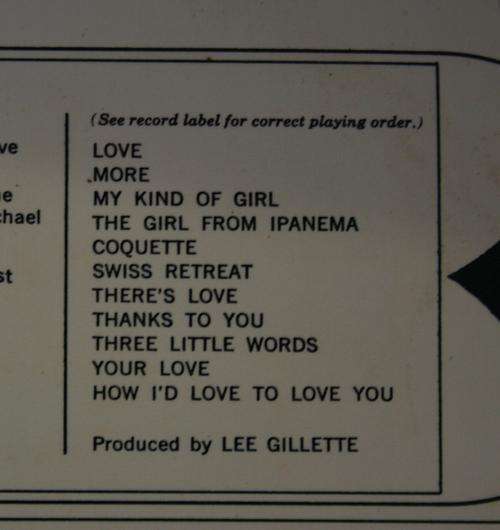 (See record label for correct playing order.)
LOVE
MORE
MY KIND OF GIRL
THE GIRL FROM IPANEMA
COQUETTE
SWISS RETREAT
THERE'S LOVE
THANKS TO YOU
THREE LITTLE WORDS
YOUR LOVE
HOW I'D LOVE TO LOVE YOU
Produced by LEE GILLETTE